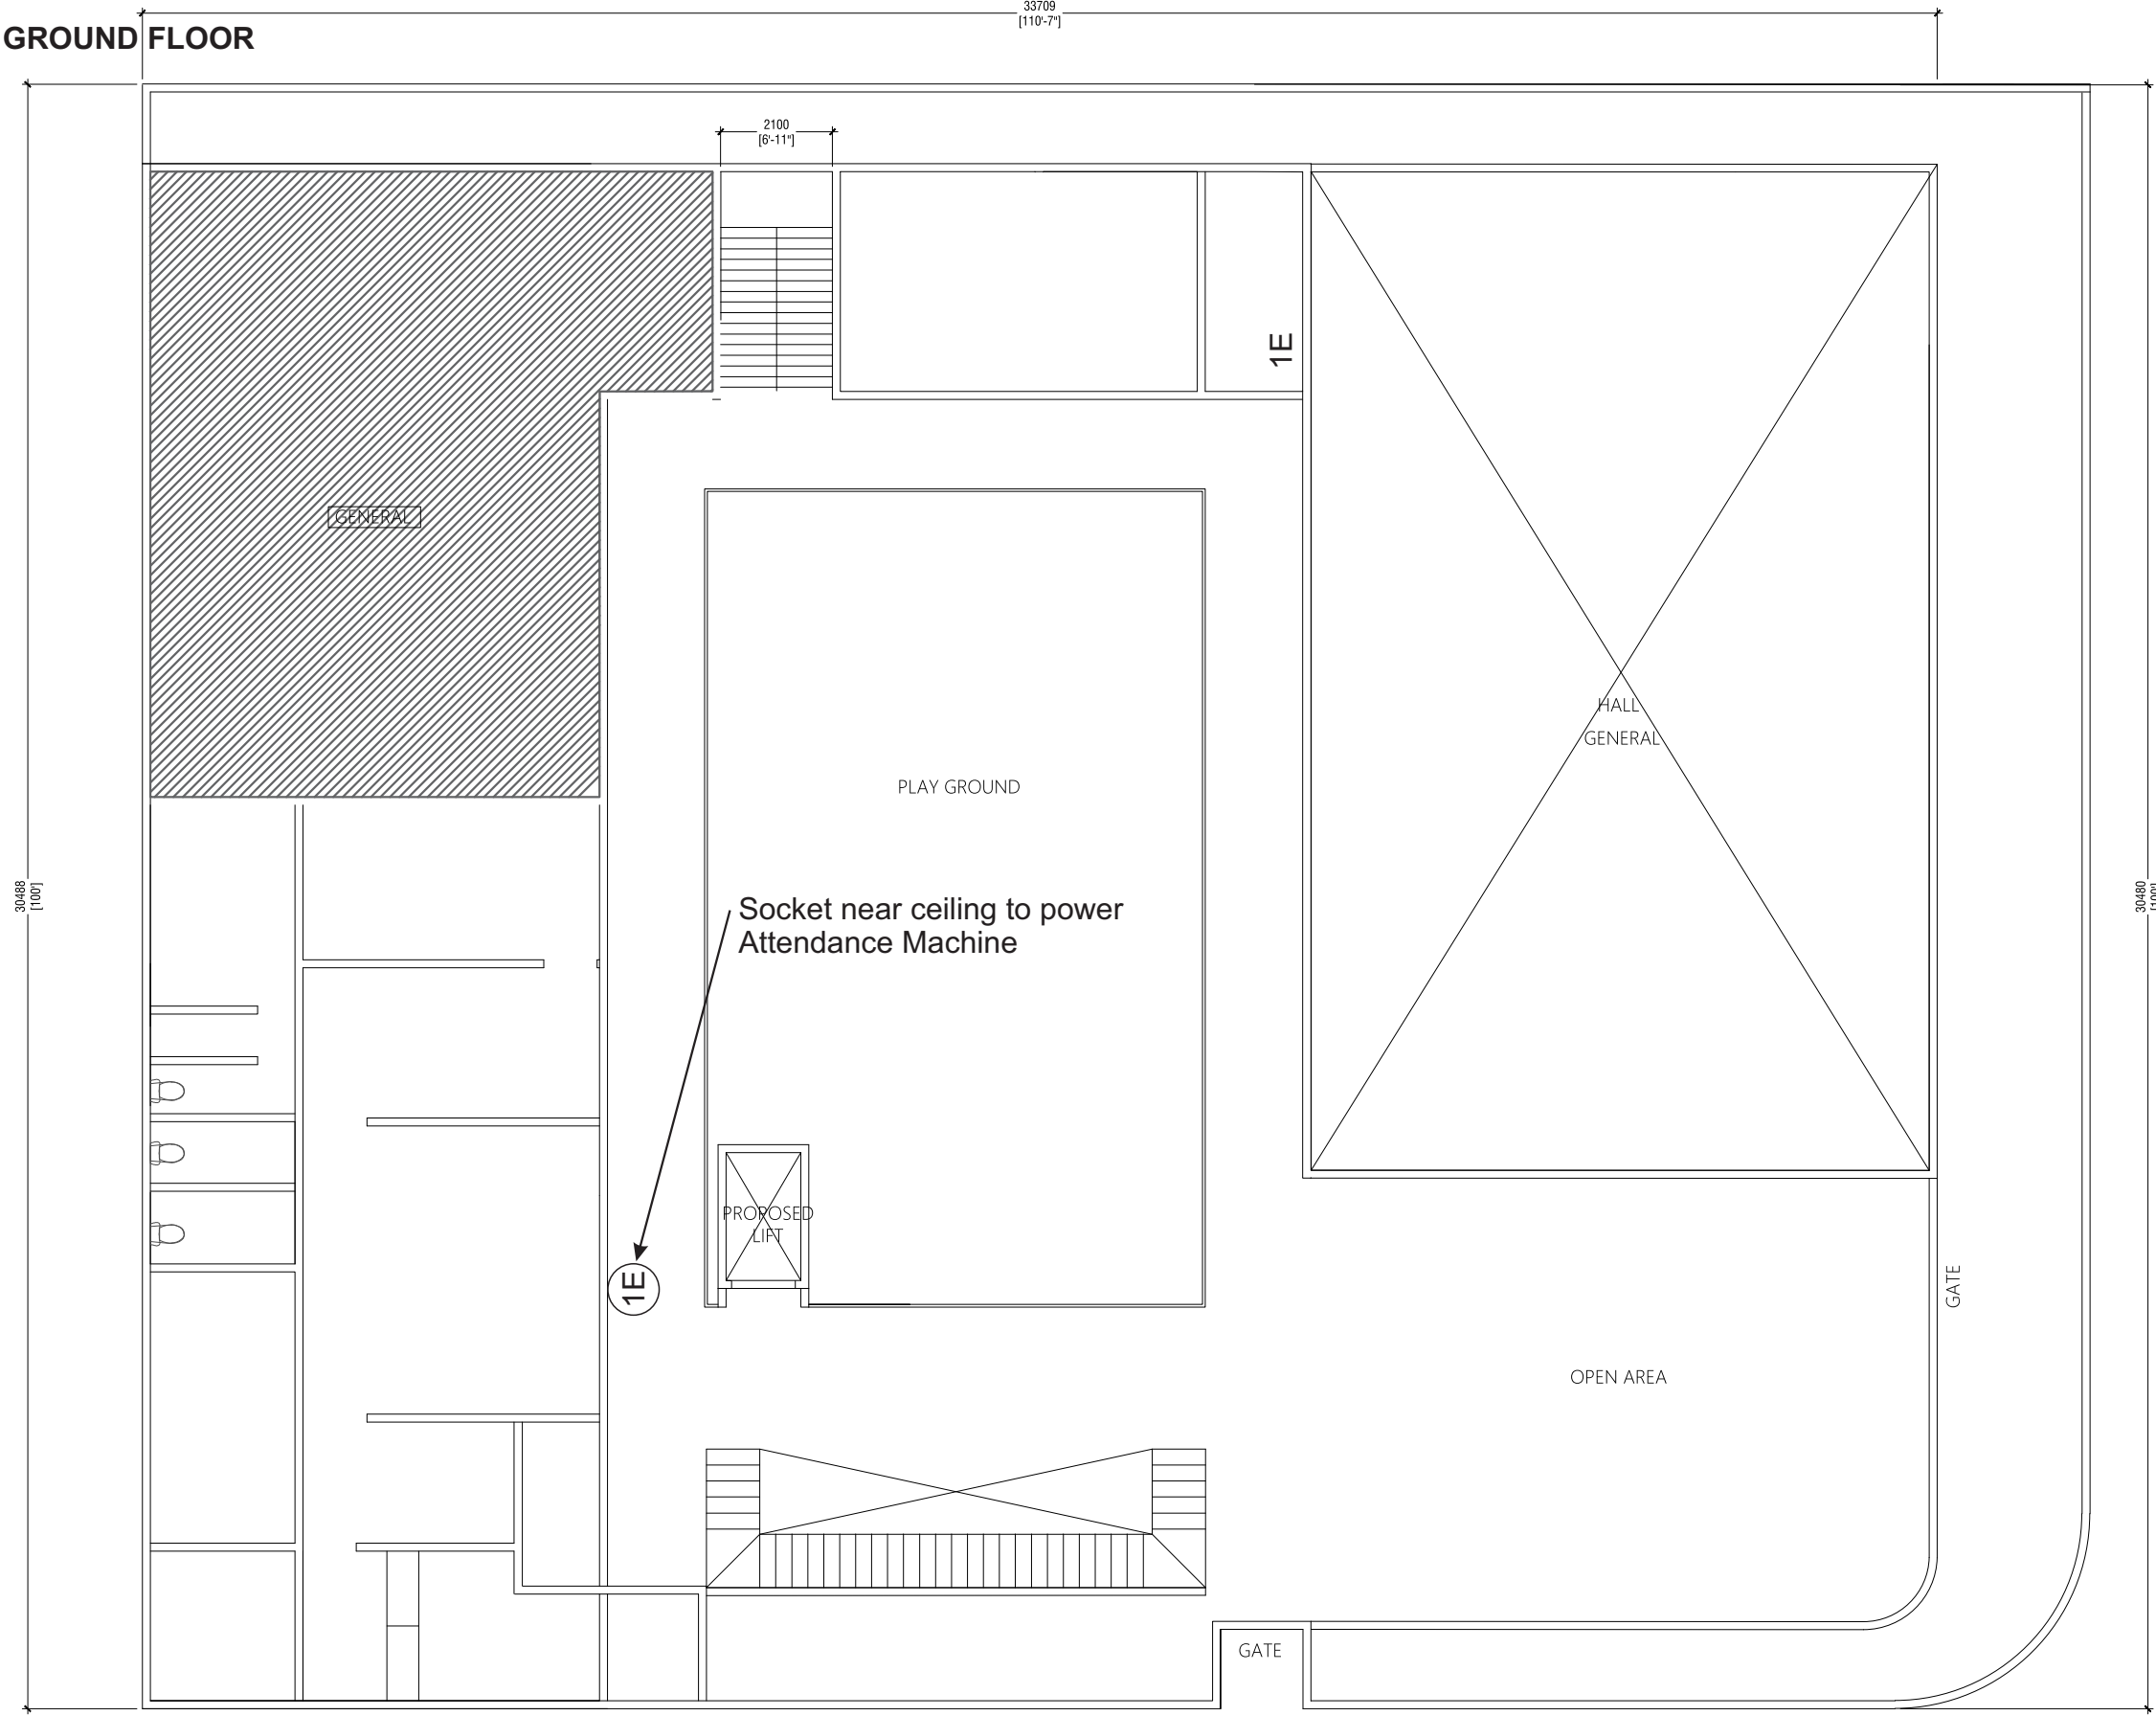 33709
[110'-7"]
GROUND FLOOR
2100
[6'-11"]
1E
GENERAL
HALL
GENERAL
PLAY GROUND
30488
[100']
30480
[100']
Socket near ceiling to power
Attendance Machine
PROPOSED
LIFT
1E
GATE
OPEN AREA
GATE